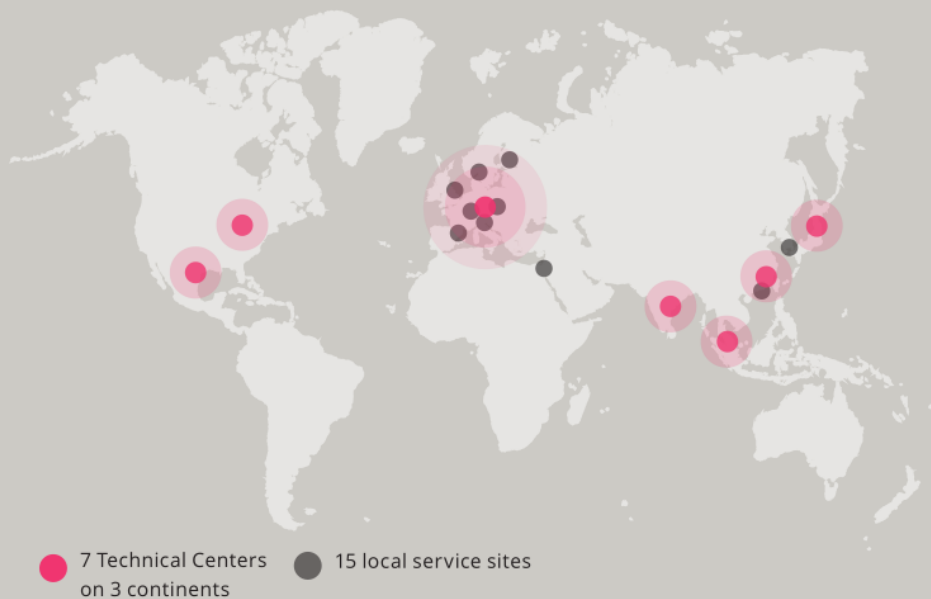 7 Technical Centers
on 3 continents
15 local service sites